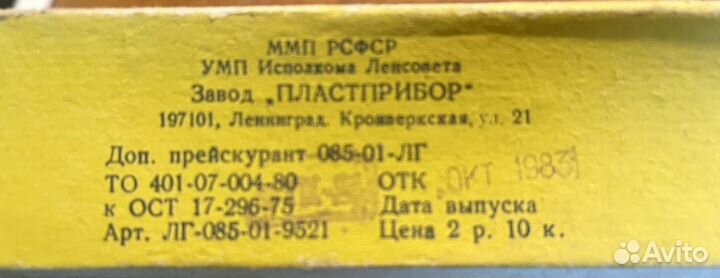 ММП РСФСР
УМП Исполкома Ленсовета
Завод „ПЛАСТПРИБОР“
197101, Ленинград, Кронверкская, ул. 21
Доп. прейскурант 085-01-ЛГ
ТО 401-07-004-80 ОТК ОКТ 1983
к ОСТ 17-296-75 Дата выпуска
Арт. ЛГ-085-01-9521 Цена 2 р. 10 к.
Avito